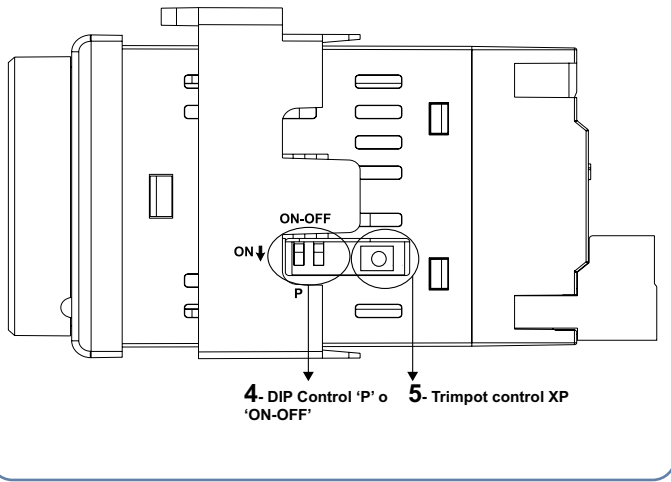 ON-OFF
ON
P
4- DIP Control ‘P’ o
‘ON-OFF’
5- Trimpot control XP